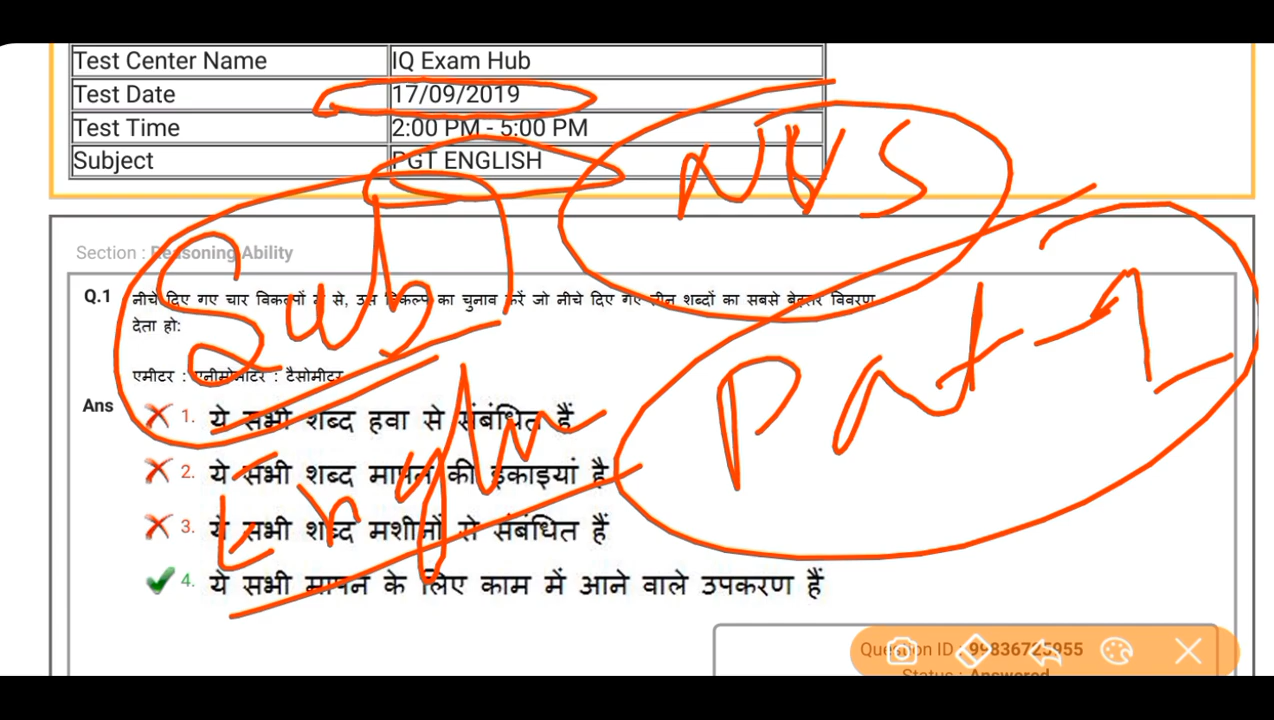 Test Center Name IQ Exam Hub
Test Date 17/09/2019
Test Time 2:00 PM - 5:00 PM
Subject PGT ENGLISH
NVS
Section : Reasoning Ability
Sub
Part-1
Q.1 नीचे दिए गए चार विकल्पों में से, उस विकल्प का चुनाव करें जो नीचे दिए गए तीन शब्दों का सबसे बेहतर विवरण
देता हो:
एमीटर : एनीमोमीटर : टैसोमीटर
Ans 1. ये सभी शब्द हवा से संबंधित हैं
2. ये सभी शब्द मापन की इकाइयां है
3. ये सभी शब्द मशीनों से संबंधित हैं
4. ये सभी मापन के लिए काम में आने वाले उपकरण हैं
Question ID : 99836725955
Status : Answered